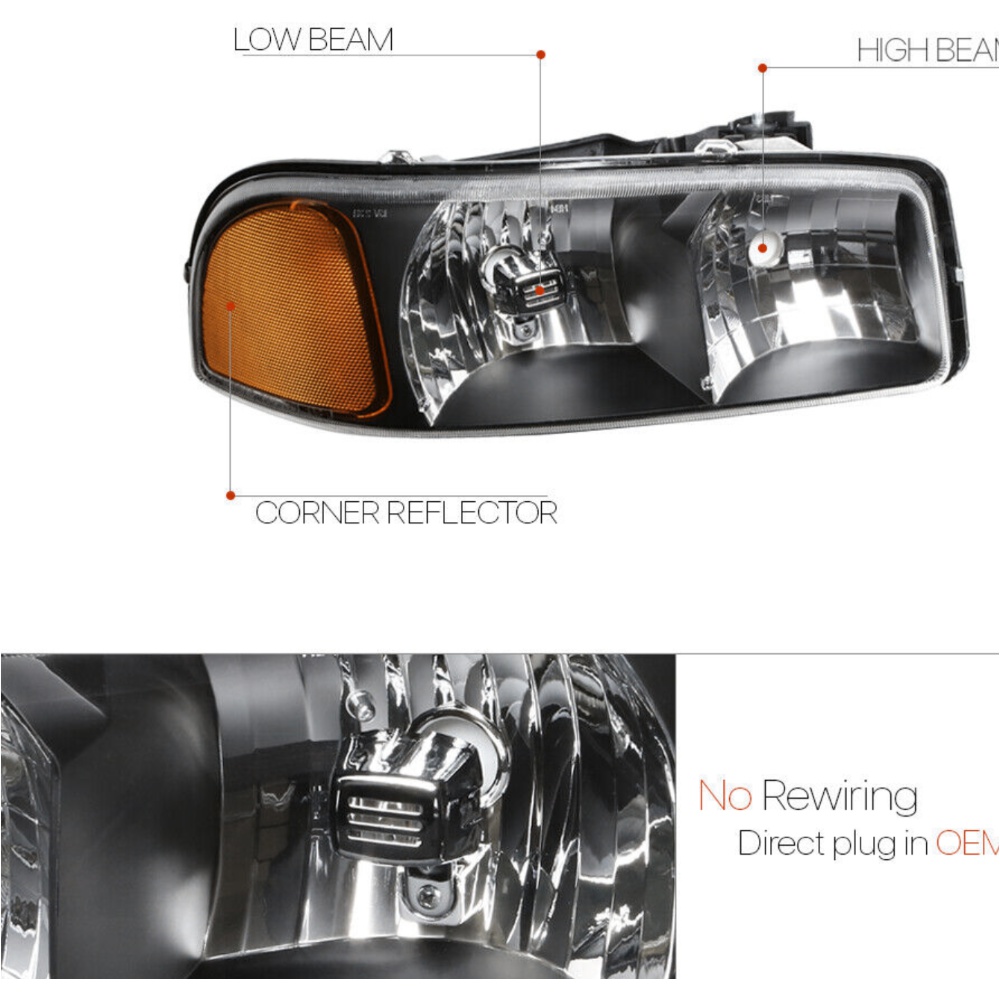 LOW BEAM
HIGH BEAM
CORNER REFLECTOR
No Rewiring
Direct plug in OEM